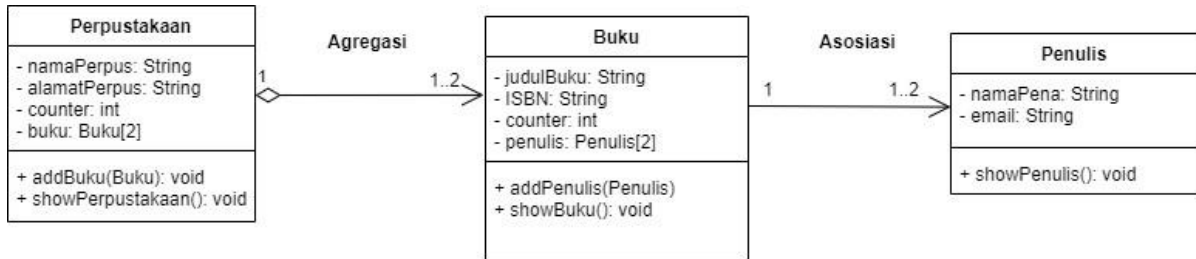 Perpustakaan
- namaPerpus: String
- alamatPerpus: String
- counter: int
- buku: Buku[2]
+ addBuku(Buku): void
+ showPerpustakaan(): void
Agregasi
1
1..2
Buku
- judulBuku: String
- ISBN: String
- counter: int
- penulis: Penulis[2]
+ addPenulis(Penulis)
+ showBuku(): void
Asosiasi
1
1..2
Penulis
- namaPena: String
- email: String
+ showPenulis(): void